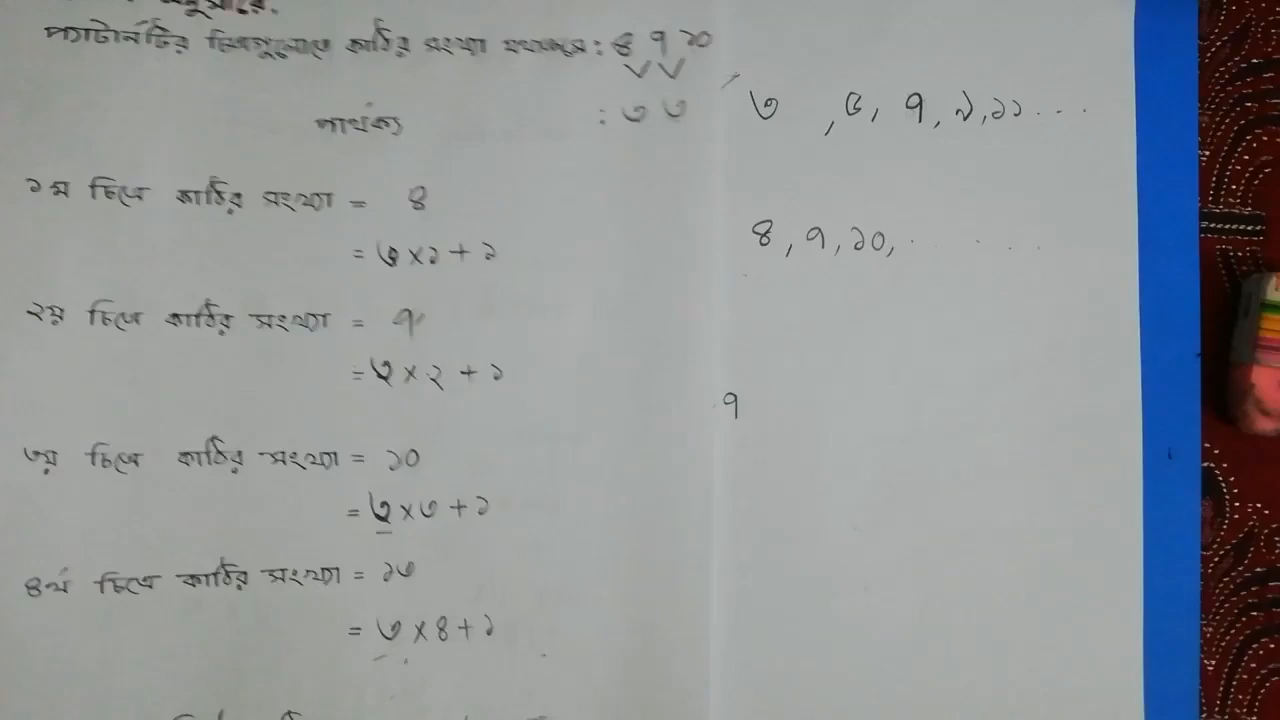 প্যাটার্নটির চিত্রগুলোতে কাঠির সংখ্যা যথাক্রমে : ৪ ৭ ১০
পার্থক্য : ৩ ৩
১ম চিত্রে কাঠির সংখ্যা = ৪
= ৩ × ১ + ১
২য় চিত্রে কাঠির সংখ্যা = ৭
= ৩ × ২ + ১
৩য় চিত্রে কাঠির সংখ্যা = ১০
= ৩ × ৩ + ১
৪র্থ চিত্রে কাঠির সংখ্যা = ১৩
= ৩ × ৪ + ১
৩ , ৫, ৭, ৯, ১১ ...
৪, ৭, ১০, . . . . .
৭